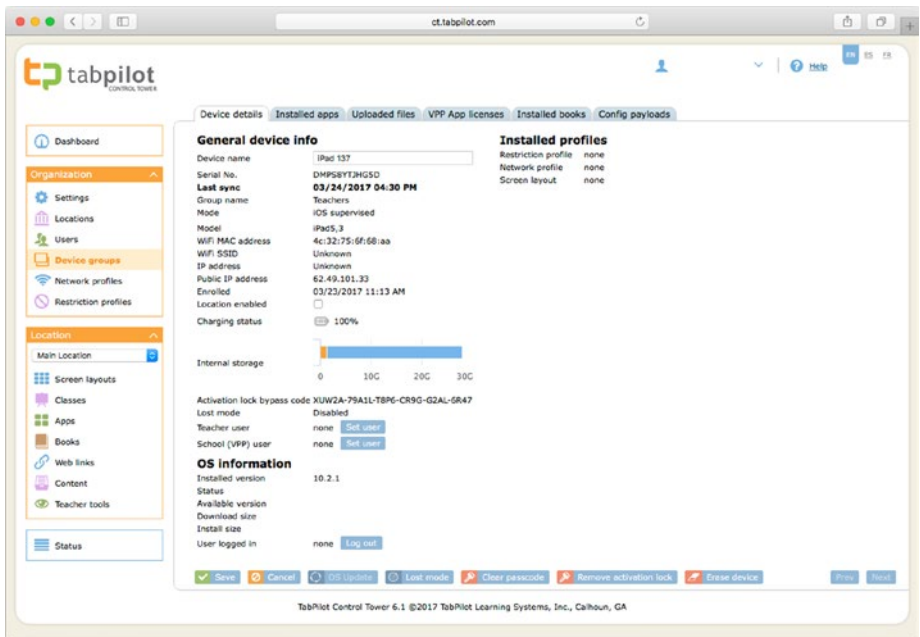 ct.tabpilot.com
tabpilot
CONTROL TOWER
Help
EN ES FR
Device details Installed apps Uploaded files VPP App licenses Installed books Config payloads
Dashboard
Organization
Settings
Locations
Users
Device groups
Network profiles
Restriction profiles
Location
Main Location
Screen layouts
Classes
Apps
Books
Web links
Content
Teacher tools
Status
General device info
Device name iPad 137
Serial No. DMPS8YTJHG5D
Last sync 03/24/2017 04:30 PM
Group name Teachers
Mode iOS supervised
Model iPad5,3
WiFi MAC address 4c:32:75:6f:68:aa
WiFi SSID Unknown
IP address Unknown
Public IP address 62.49.101.33
Enrolled 03/23/2017 11:13 AM
Location enabled
Charging status 100%
Internal storage
0 10G 20G 30G
Activation lock bypass code XUW2A-79A1L-T8P6-CR9G-G2AL-6R47
Lost mode Disabled
Teacher user none Set user
School (VPP) user none Set user
OS information
Installed version 10.2.1
Status
Available version
Download size
Install size
User logged in none Log out
Installed profiles
Restriction profile none
Network profile none
Screen layout none
Save Cancel OS Update Lost mode Clear passcode Remove activation lock Erase device Prev Next
TabPilot Control Tower 6.1 ©2017 TabPilot Learning Systems, Inc., Calhoun, GA